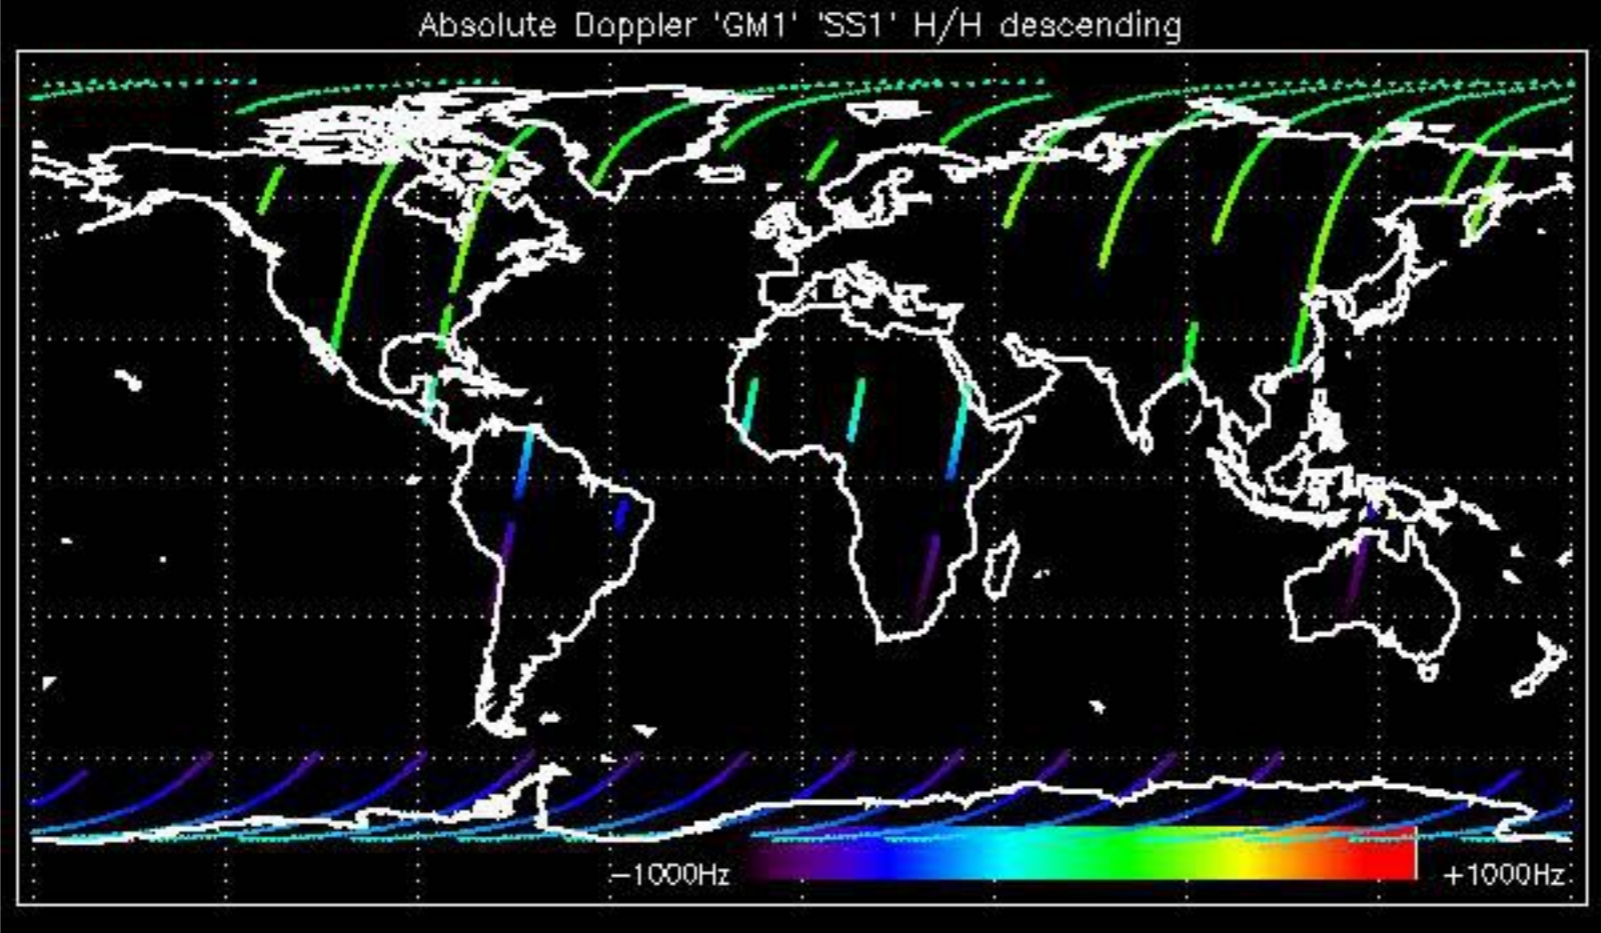 Absolute Doppler 'GM1' 'SS1' H/H descending
−1000Hz +1000Hz